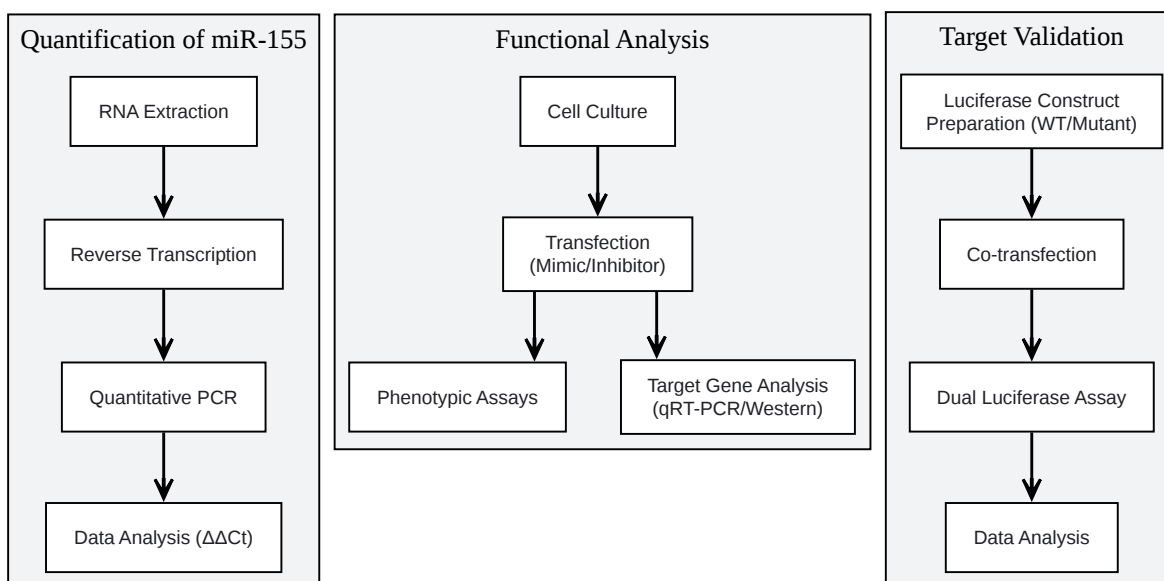 Quantification of miR-155
RNA Extraction
Reverse Transcription
Quantitative PCR
Data Analysis (ΔΔCt)
Functional Analysis
Cell Culture
Transfection
(Mimic/Inhibitor)
Phenotypic Assays
Target Gene Analysis
(qRT-PCR/Western)
Target Validation
Luciferase Construct
Preparation (WT/Mutant)
Co-transfection
Dual Luciferase Assay
Data Analysis